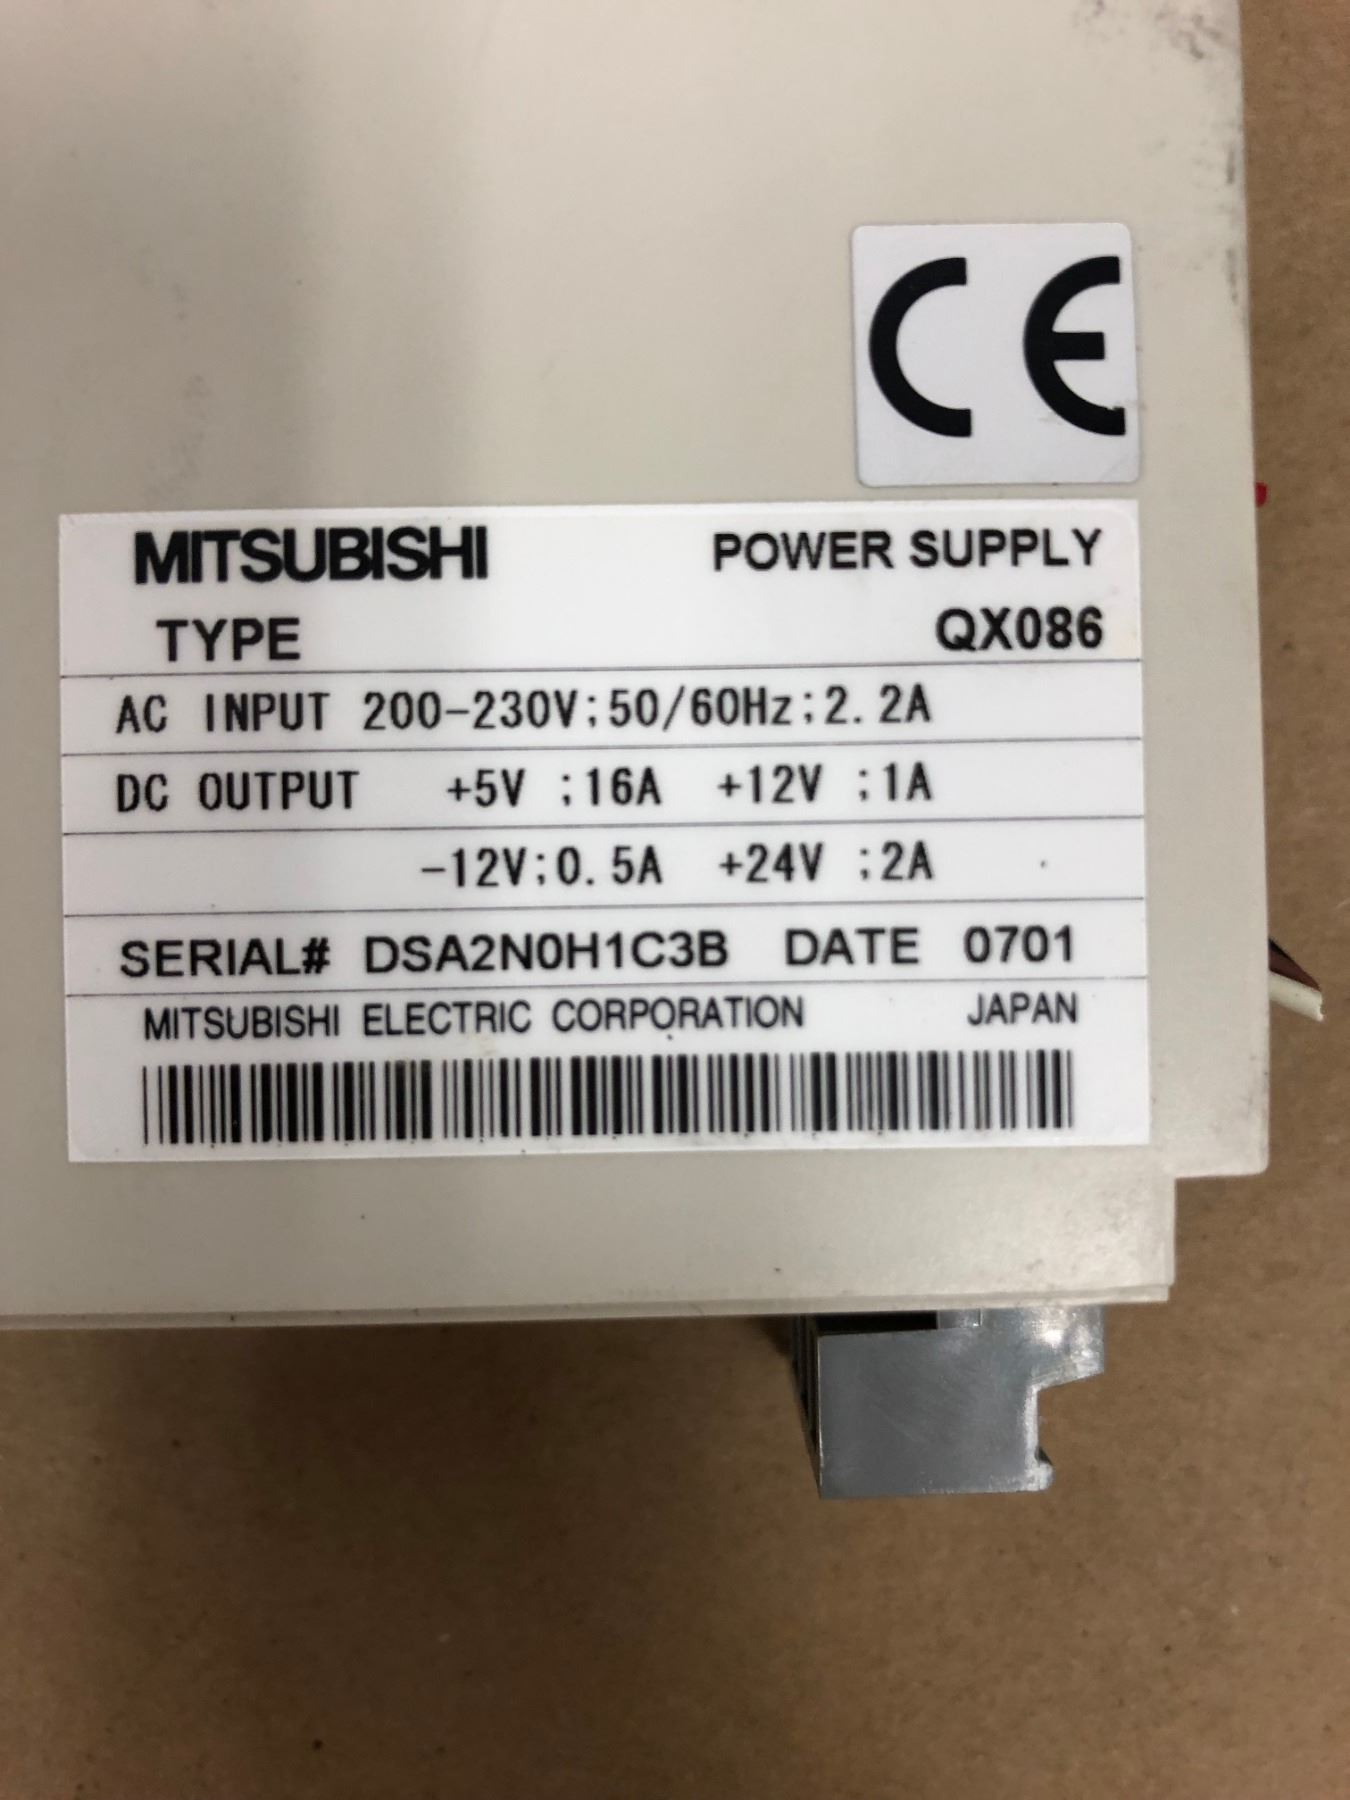 CE
MITSUBISHI POWER SUPPLY
TYPE QX086
AC INPUT 200-230V;50/60Hz;2.2A
DC OUTPUT +5V ;16A +12V ;1A
-12V;0.5A +24V ;2A
SERIAL# DSA2N0H1C3B DATE 0701
MITSUBISHI ELECTRIC CORPORATION JAPAN